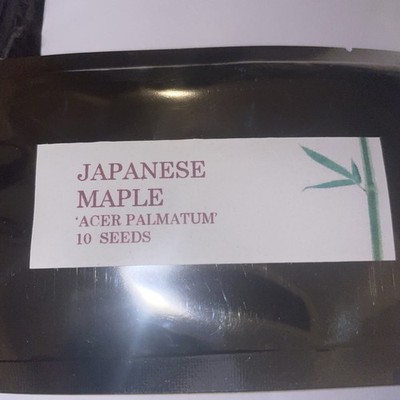 JAPANESE
MAPLE
'ACER PALMATUM'
10 SEEDS